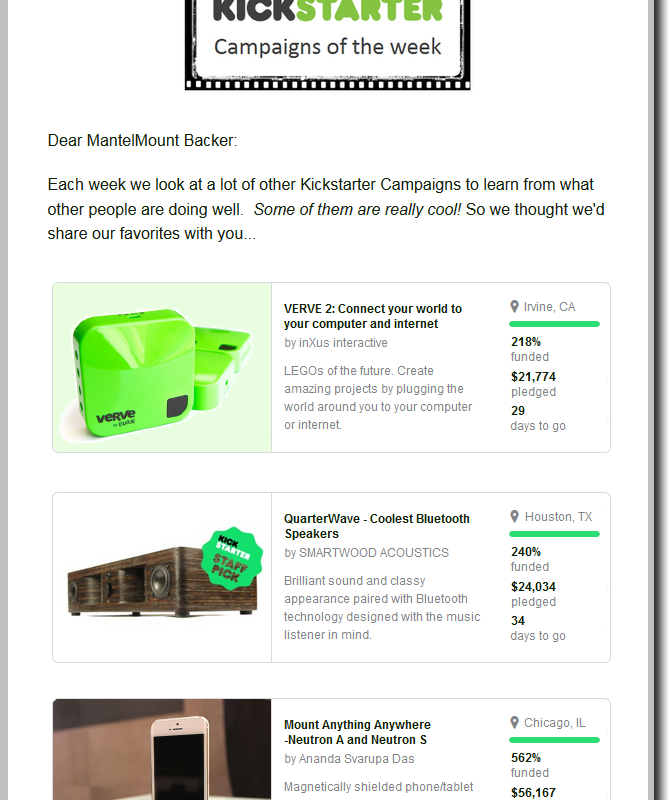 KICKSTARTER
Campaigns of the week
Dear MantelMount Backer:
Each week we look at a lot of other Kickstarter Campaigns to learn from what
other people are doing well. Some of them are really cool! So we thought we'd
share our favorites with you...
VERVE 2: Connect your world to
your computer and internet
by inXus interactive
LEGOs of the future. Create
amazing projects by plugging the
world around you to your computer
or internet.
Irvine, CA
218%
funded
$21,774
pledged
29
days to go
verve
by inxus
QuarterWave - Coolest Bluetooth
Speakers
by SMARTWOOD ACOUSTICS
Brilliant sound and classy
appearance paired with Bluetooth
technology designed with the music
listener in mind.
Houston, TX
240%
funded
$24,034
pledged
34
days to go
KICK
STARTER
STAFF
PICK
Mount Anything Anywhere
-Neutron A and Neutron S
by Ananda Svarupa Das
Magnetically shielded phone/tablet
Chicago, IL
562%
funded
$56,167